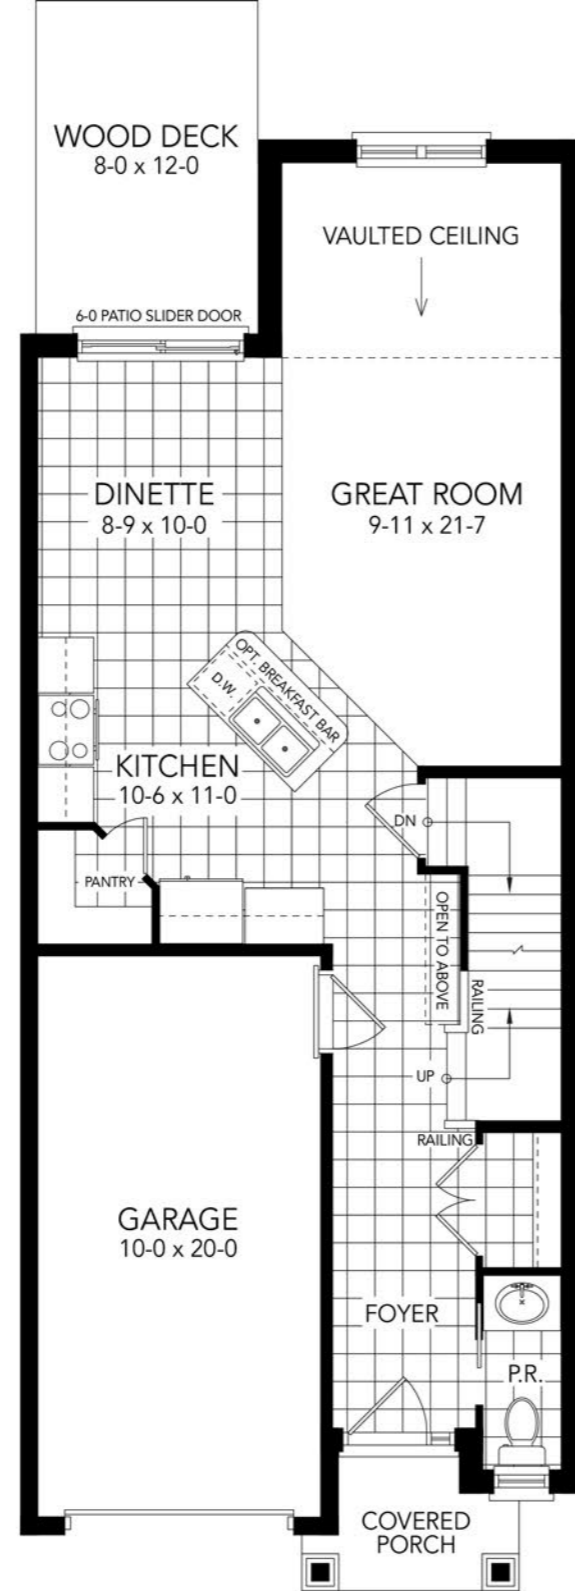 WOOD DECK
8-0 x 12-0
VAULTED CEILING
6-0 PATIO SLIDER DOOR
DINETTE
8-9 x 10-0
GREAT ROOM
9-11 x 21-7
OPT. BREAKFAST BAR
D.W.
KITCHEN
10-6 x 11-0
DN
PANTRY
OPEN TO ABOVE
RAILING
UP
RAILING
GARAGE
10-0 x 20-0
FOYER
P.R.
COVERED
PORCH